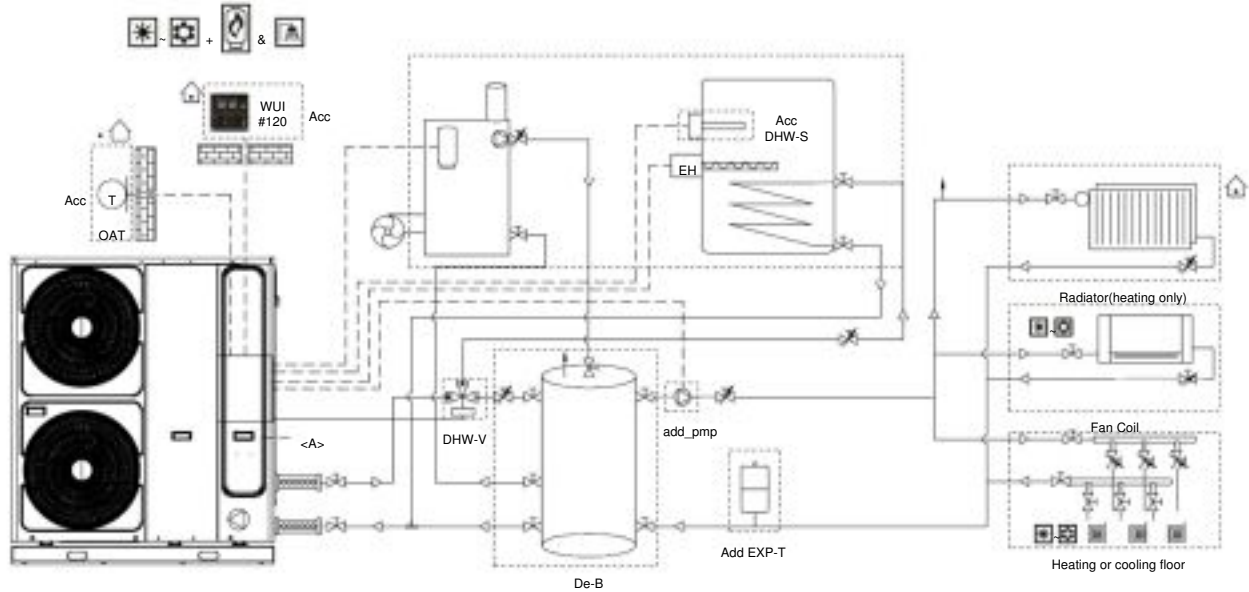 ~ + &
WUI
#120
Acc
Acc
T
OAT
Acc
DHW-S
EH
Radiator(heating only)
~
<A>
DHW-V
add_pmp
Fan Coil
Add EXP-T
~
Heating or cooling floor
De-B